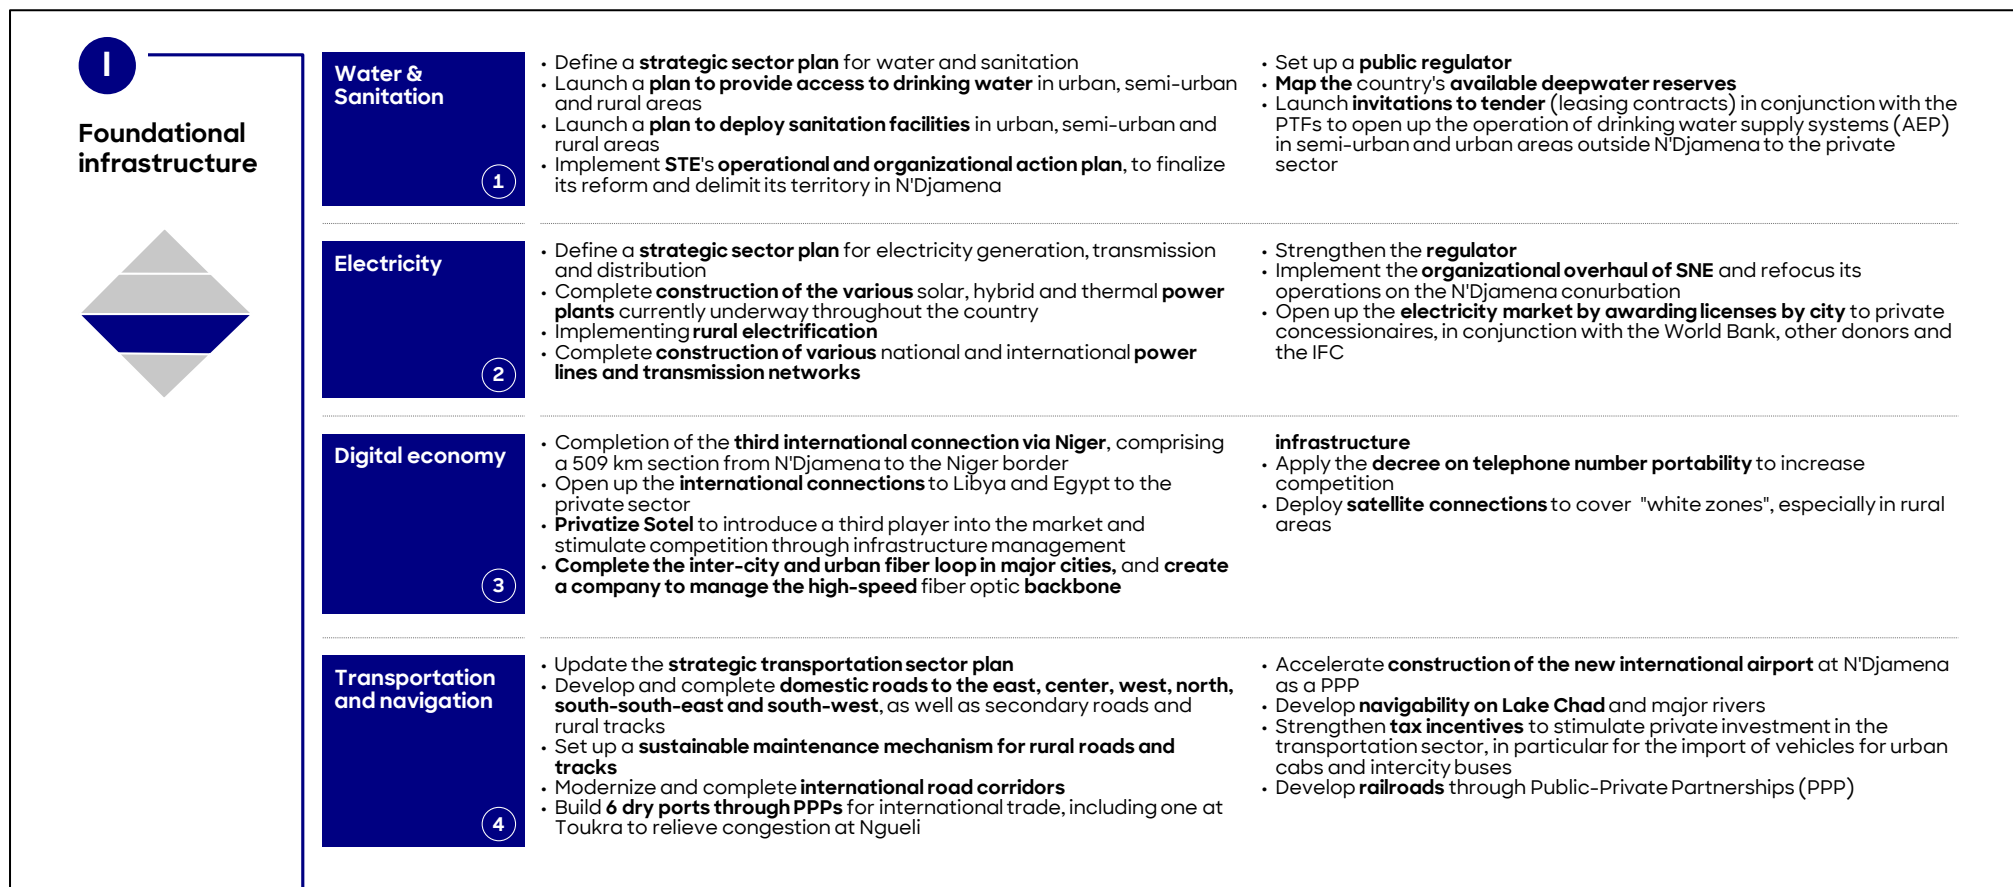 I
Foundational
infrastructure
Water &
Sanitation
1
• Define a strategic sector plan for water and sanitation
• Launch a plan to provide access to drinking water in urban, semi-urban
and rural areas
• Launch a plan to deploy sanitation facilities in urban, semi-urban and
rural areas
• Implement STE's operational and organizational action plan, to finalize
its reform and delimit its territory in N'Djamena
• Set up a public regulator
• Map the country's available deepwater reserves
• Launch invitations to tender (leasing contracts) in conjunction with the
PTFs to open up the operation of drinking water supply systems (AEP)
in semi-urban and urban areas outside N'Djamena to the private
sector
Electricity
2
• Define a strategic sector plan for electricity generation, transmission
and distribution
• Complete construction of the various solar, hybrid and thermal power
plants currently underway throughout the country
• Implementing rural electrification
• Complete construction of various national and international power
lines and transmission networks
• Strengthen the regulator
• Implement the organizational overhaul of SNE and refocus its
operations on the N'Djamena conurbation
• Open up the electricity market by awarding licenses by city to private
concessionaires, in conjunction with the World Bank, other donors and
the IFC
Digital economy
3
• Completion of the third international connection via Niger, comprising
a 509 km section from N'Djamena to the Niger border
• Open up the international connections to Libya and Egypt to the
private sector
• Privatize Sotel to introduce a third player into the market and
stimulate competition through infrastructure management
• Complete the inter-city and urban fiber loop in major cities, and create
a company to manage the high-speed fiber optic backbone
infrastructure
• Apply the decree on telephone number portability to increase
competition
• Deploy satellite connections to cover "white zones", especially in rural
areas
Transportation
and navigation
4
• Update the strategic transportation sector plan
• Develop and complete domestic roads to the east, center, west, north,
south-south-east and south-west, as well as secondary roads and
rural tracks
• Set up a sustainable maintenance mechanism for rural roads and
tracks
• Modernize and complete international road corridors
• Build 6 dry ports through PPPs for international trade, including one at
Toukra to relieve congestion at Ngueli
• Accelerate construction of the new international airport at N'Djamena
as a PPP
• Develop navigability on Lake Chad and major rivers
• Strengthen tax incentives to stimulate private investment in the
transportation sector, in particular for the import of vehicles for urban
cabs and intercity buses
• Develop railroads through Public-Private Partnerships (PPP)